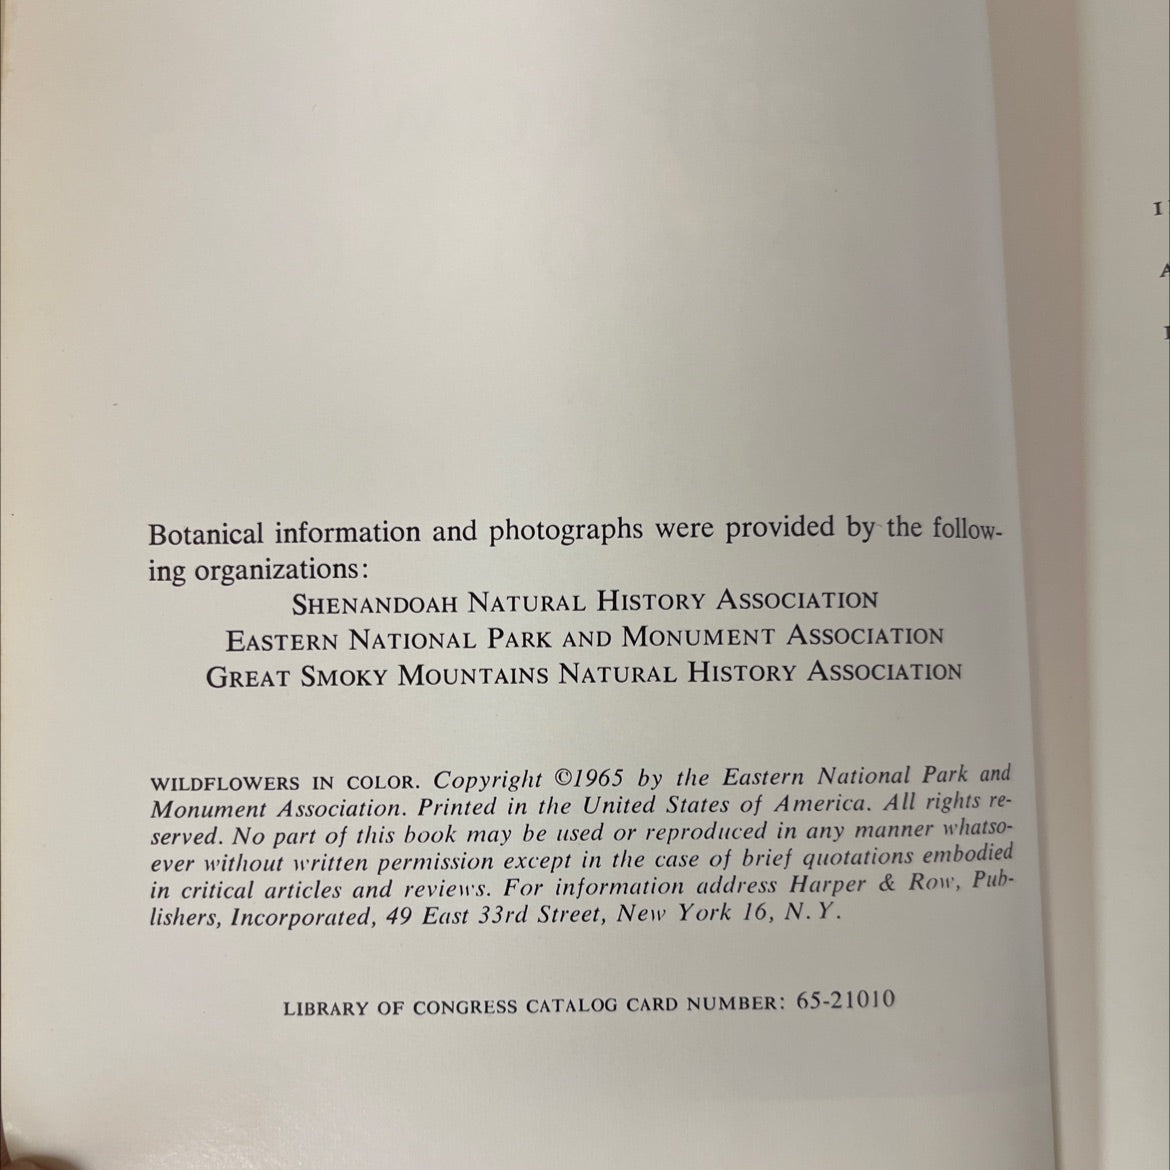 Botanical information and photographs were provided by the follow-
ing organizations:
SHENANDOAH NATURAL HISTORY ASSOCIATION
EASTERN NATIONAL PARK AND MONUMENT ASSOCIATION
GREAT SMOKY MOUNTAINS NATURAL HISTORY ASSOCIATION
WILDFLOWERS IN COLOR. Copyright ©1965 by the Eastern National Park and
Monument Association. Printed in the United States of America. All rights re-
served. No part of this book may be used or reproduced in any manner whatso-
ever without written permission except in the case of brief quotations embodied
in critical articles and reviews. For information address Harper & Row, Pub-
lishers, Incorporated, 49 East 33rd Street, New York 16, N.Y.
LIBRARY OF CONGRESS CATALOG CARD NUMBER: 65-21010